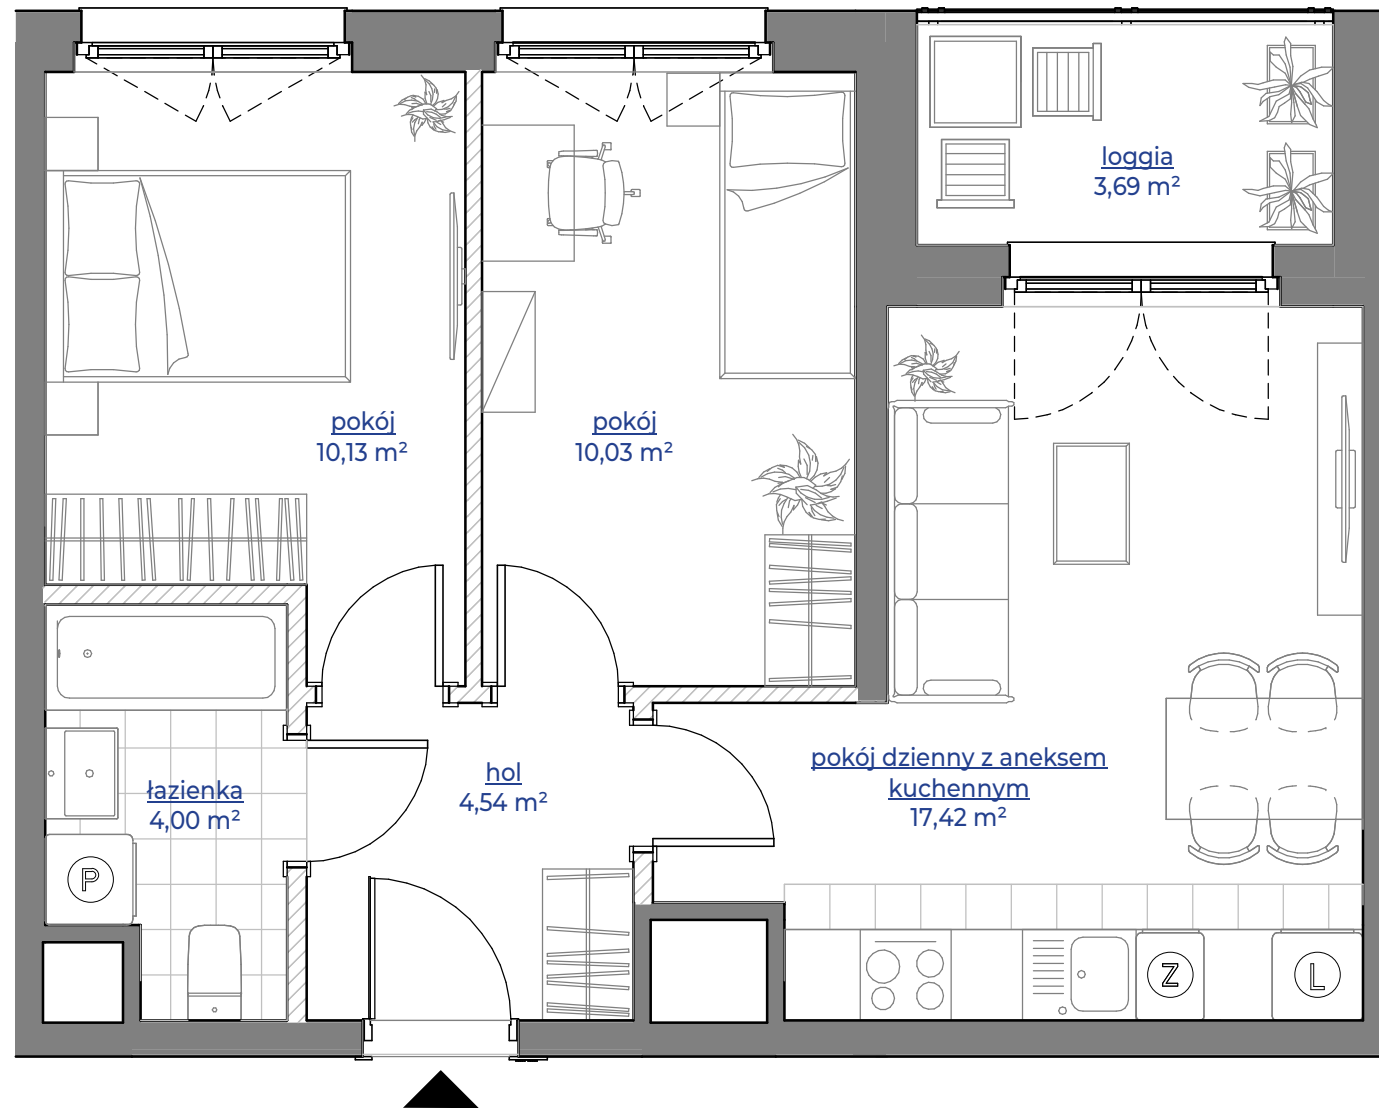 loggia
3,69 m²
pokój
10,13 m²
pokój
10,03 m²
pokój dzienny z aneksem
kuchennym
17,42 m²
hol
4,54 m²
łazienka
4,00 m²
P
Z
L